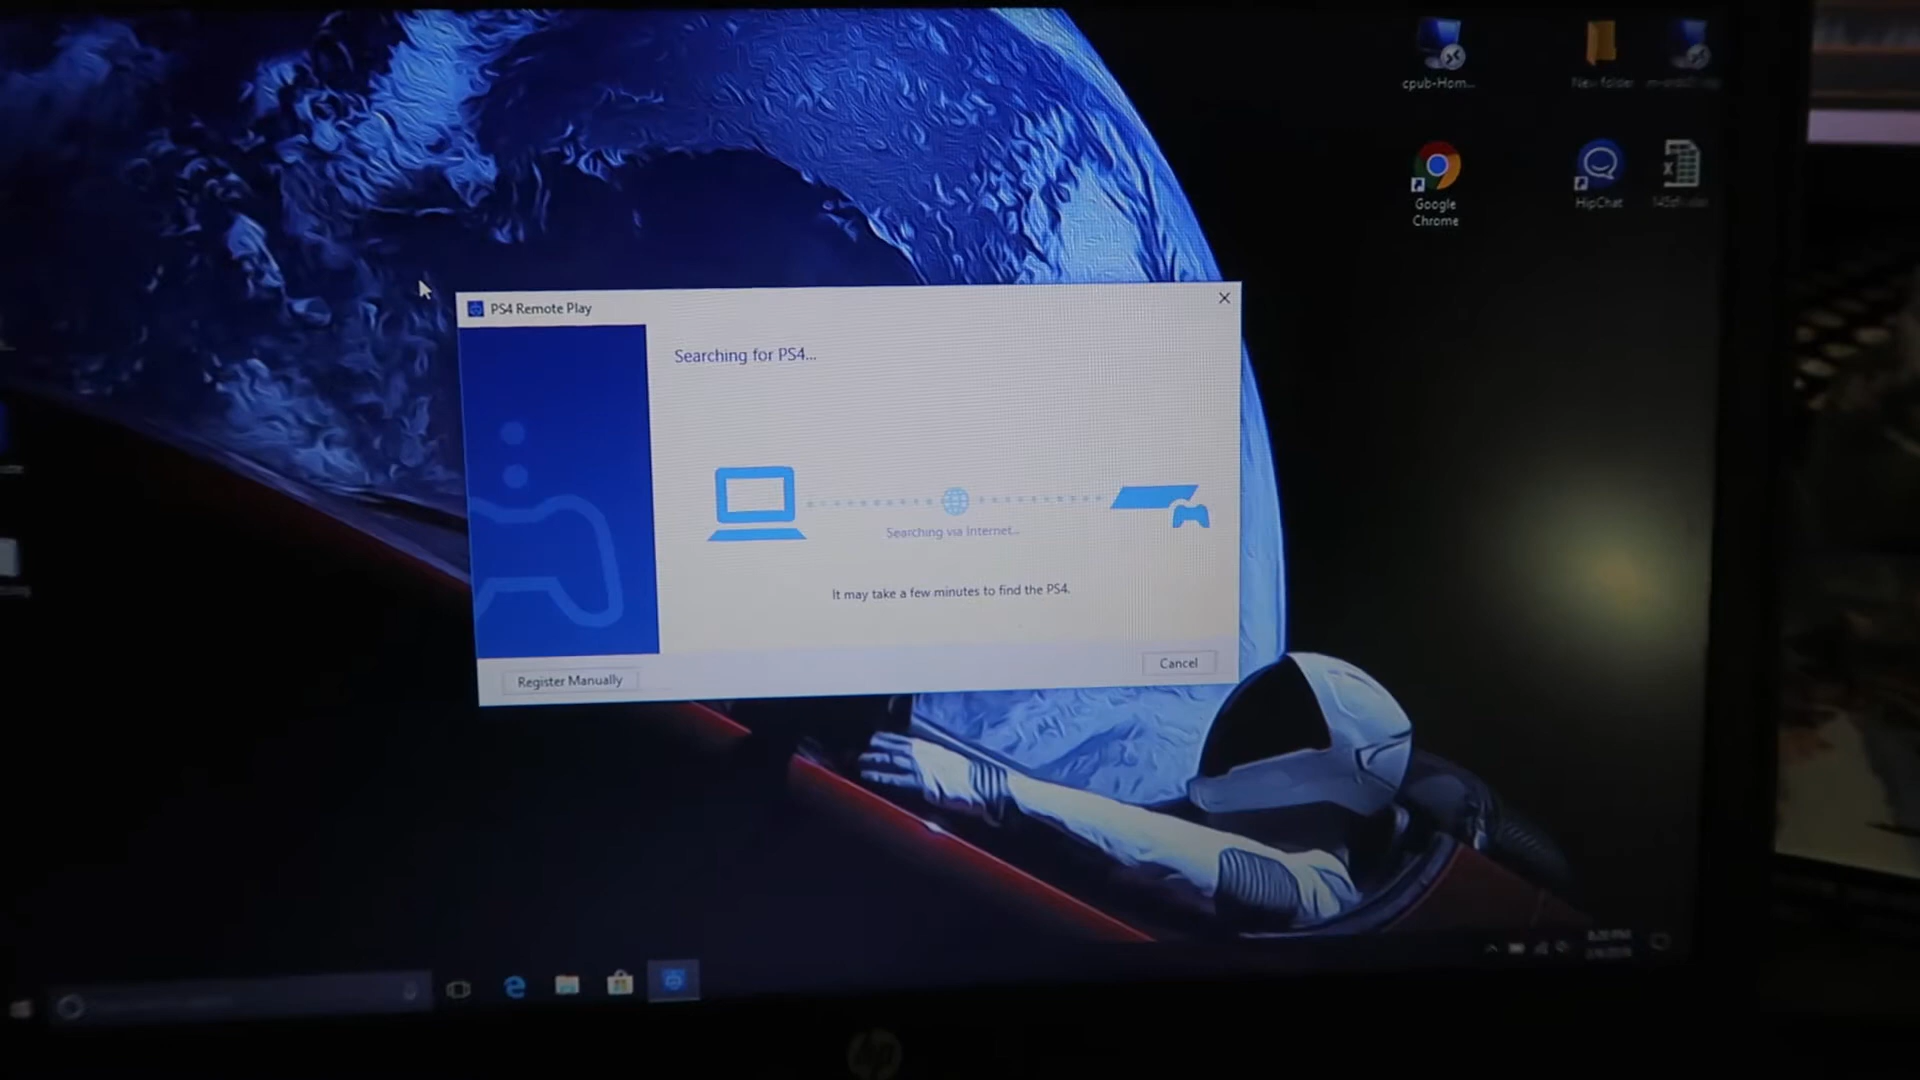 cpub-Hom...
New folder
Google
Chrome
HipChat
PS4 Remote Play
Searching for PS4...
Searching via Internet...
It may take a few minutes to find the PS4.
Register Manually
Cancel
hp